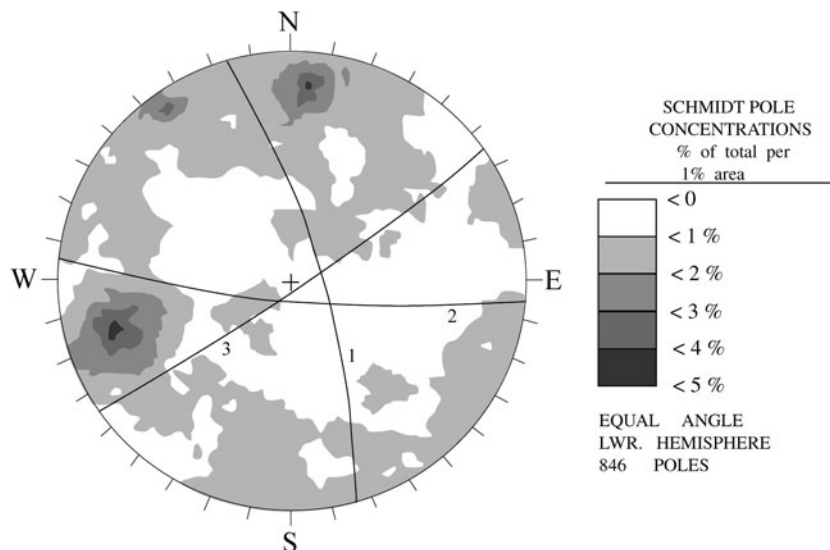 N
W
E
S
1
2
3
SCHMIDT POLE
CONCENTRATIONS
% of total per
1% area
< 0
< 1 %
< 2 %
< 3 %
< 4 %
< 5 %
EQUAL ANGLE
LWR. HEMISPHERE
846 POLES